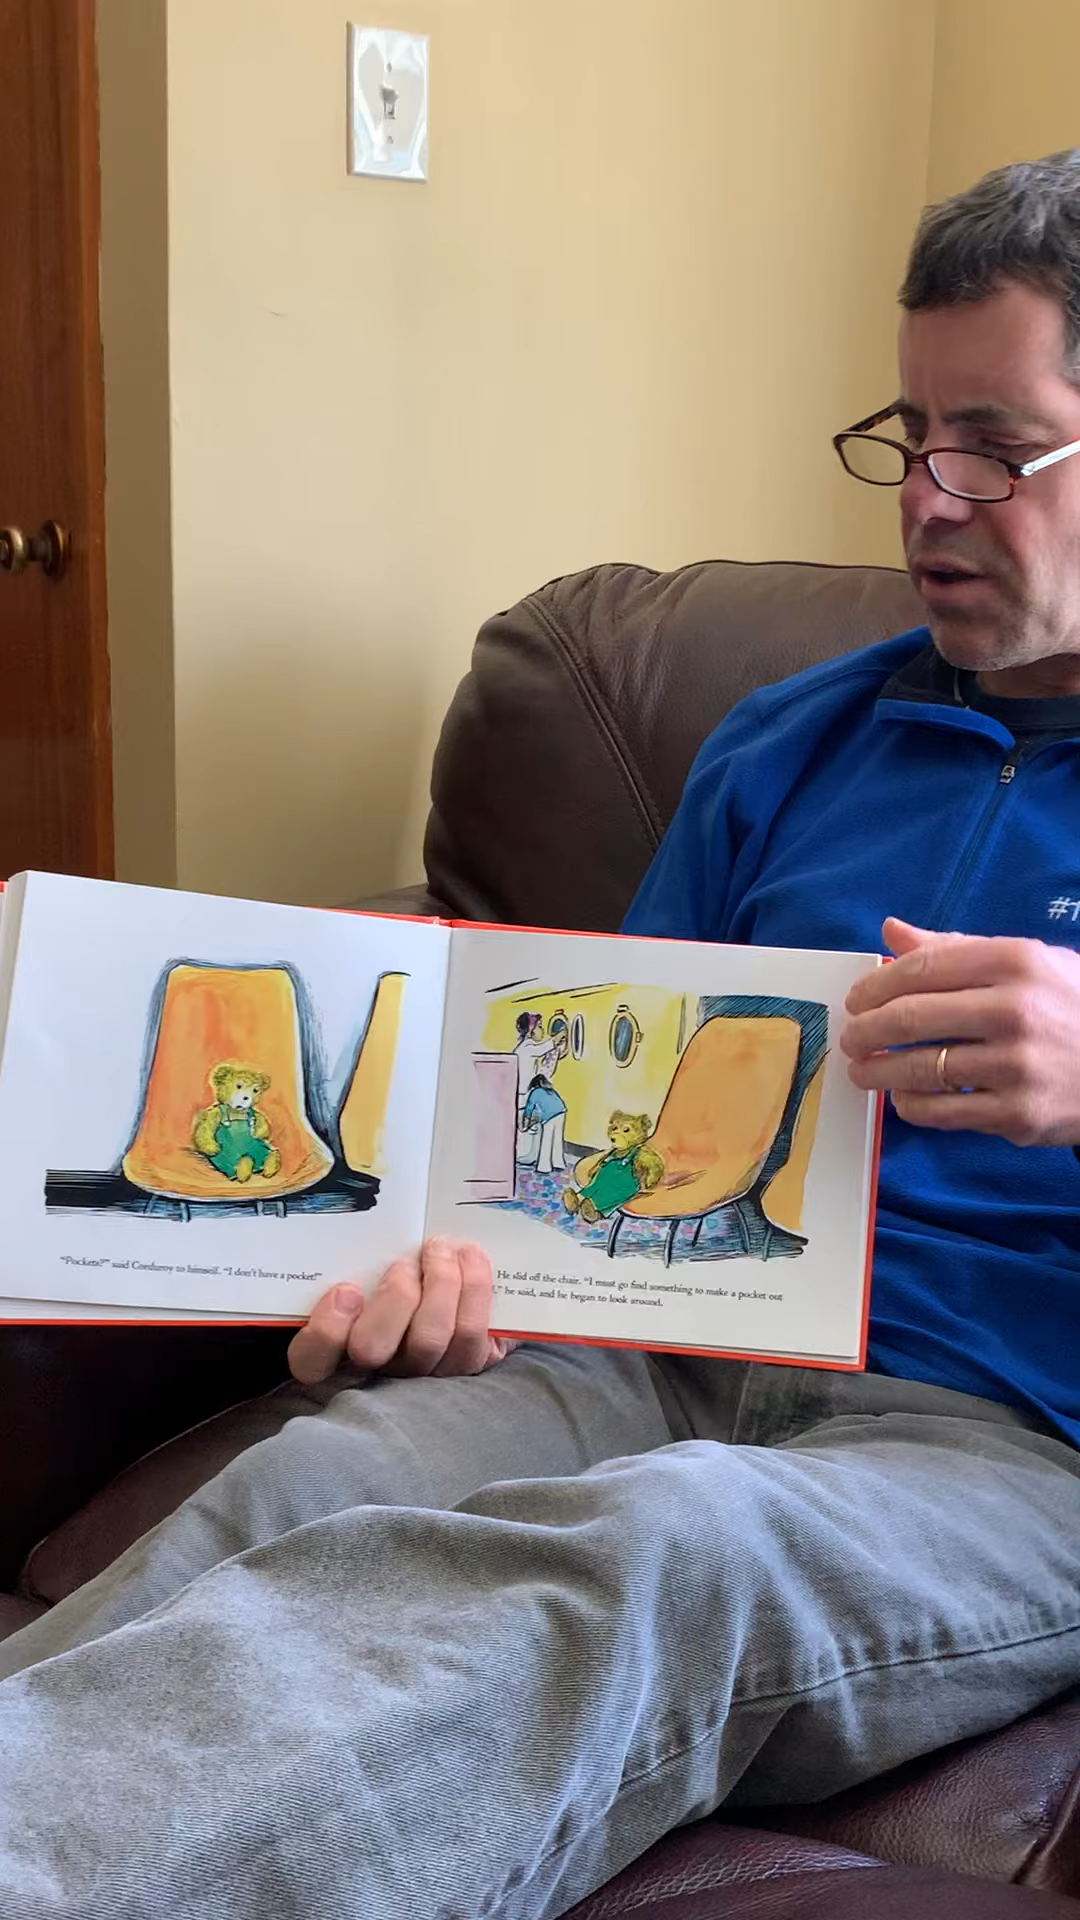 #1
"Pockets?" said Corduroy to himself. "I don't have a pocket!"
He slid off the chair. "I must go find something to make a pocket out
," he said, and he began to look around.